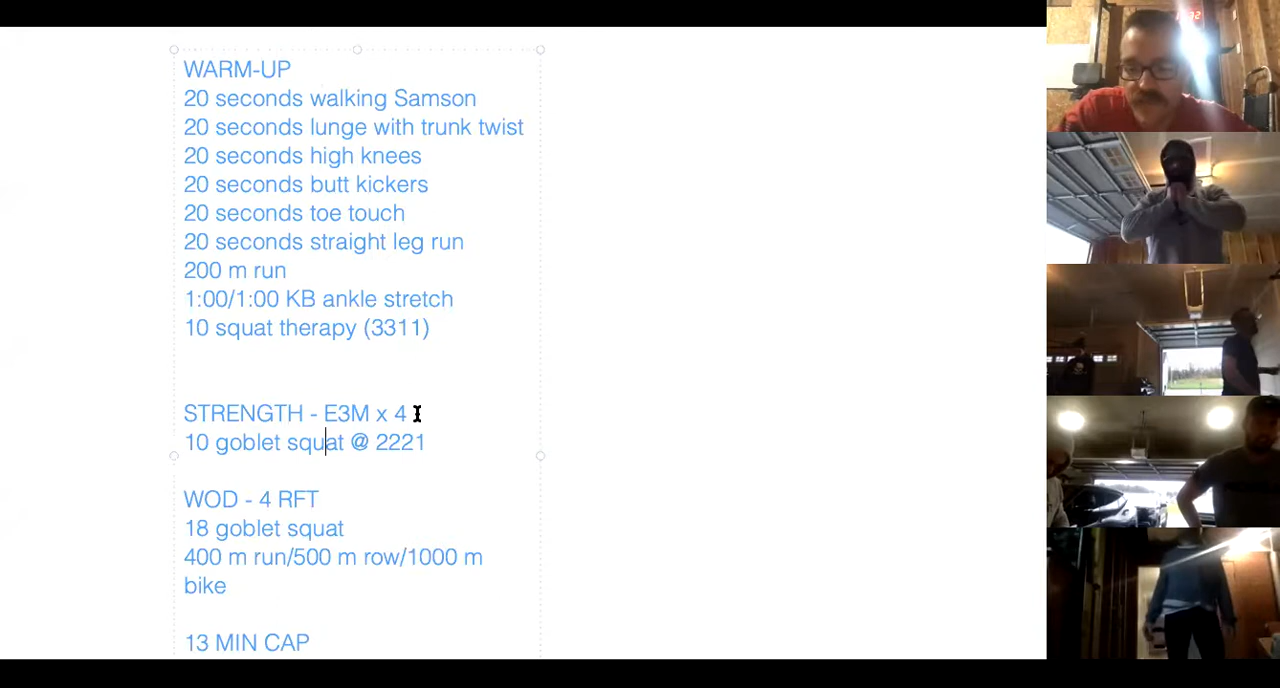 WARM-UP
20 seconds walking Samson
20 seconds lunge with trunk twist
20 seconds high knees
20 seconds butt kickers
20 seconds toe touch
20 seconds straight leg run
200 m run
1:00/1:00 KB ankle stretch
10 squat therapy (3311)
STRENGTH - E3M x 4
10 goblet squat @ 2221
WOD - 4 RFT
18 goblet squat
400 m run/500 m row/1000 m
bike
13 MIN CAP